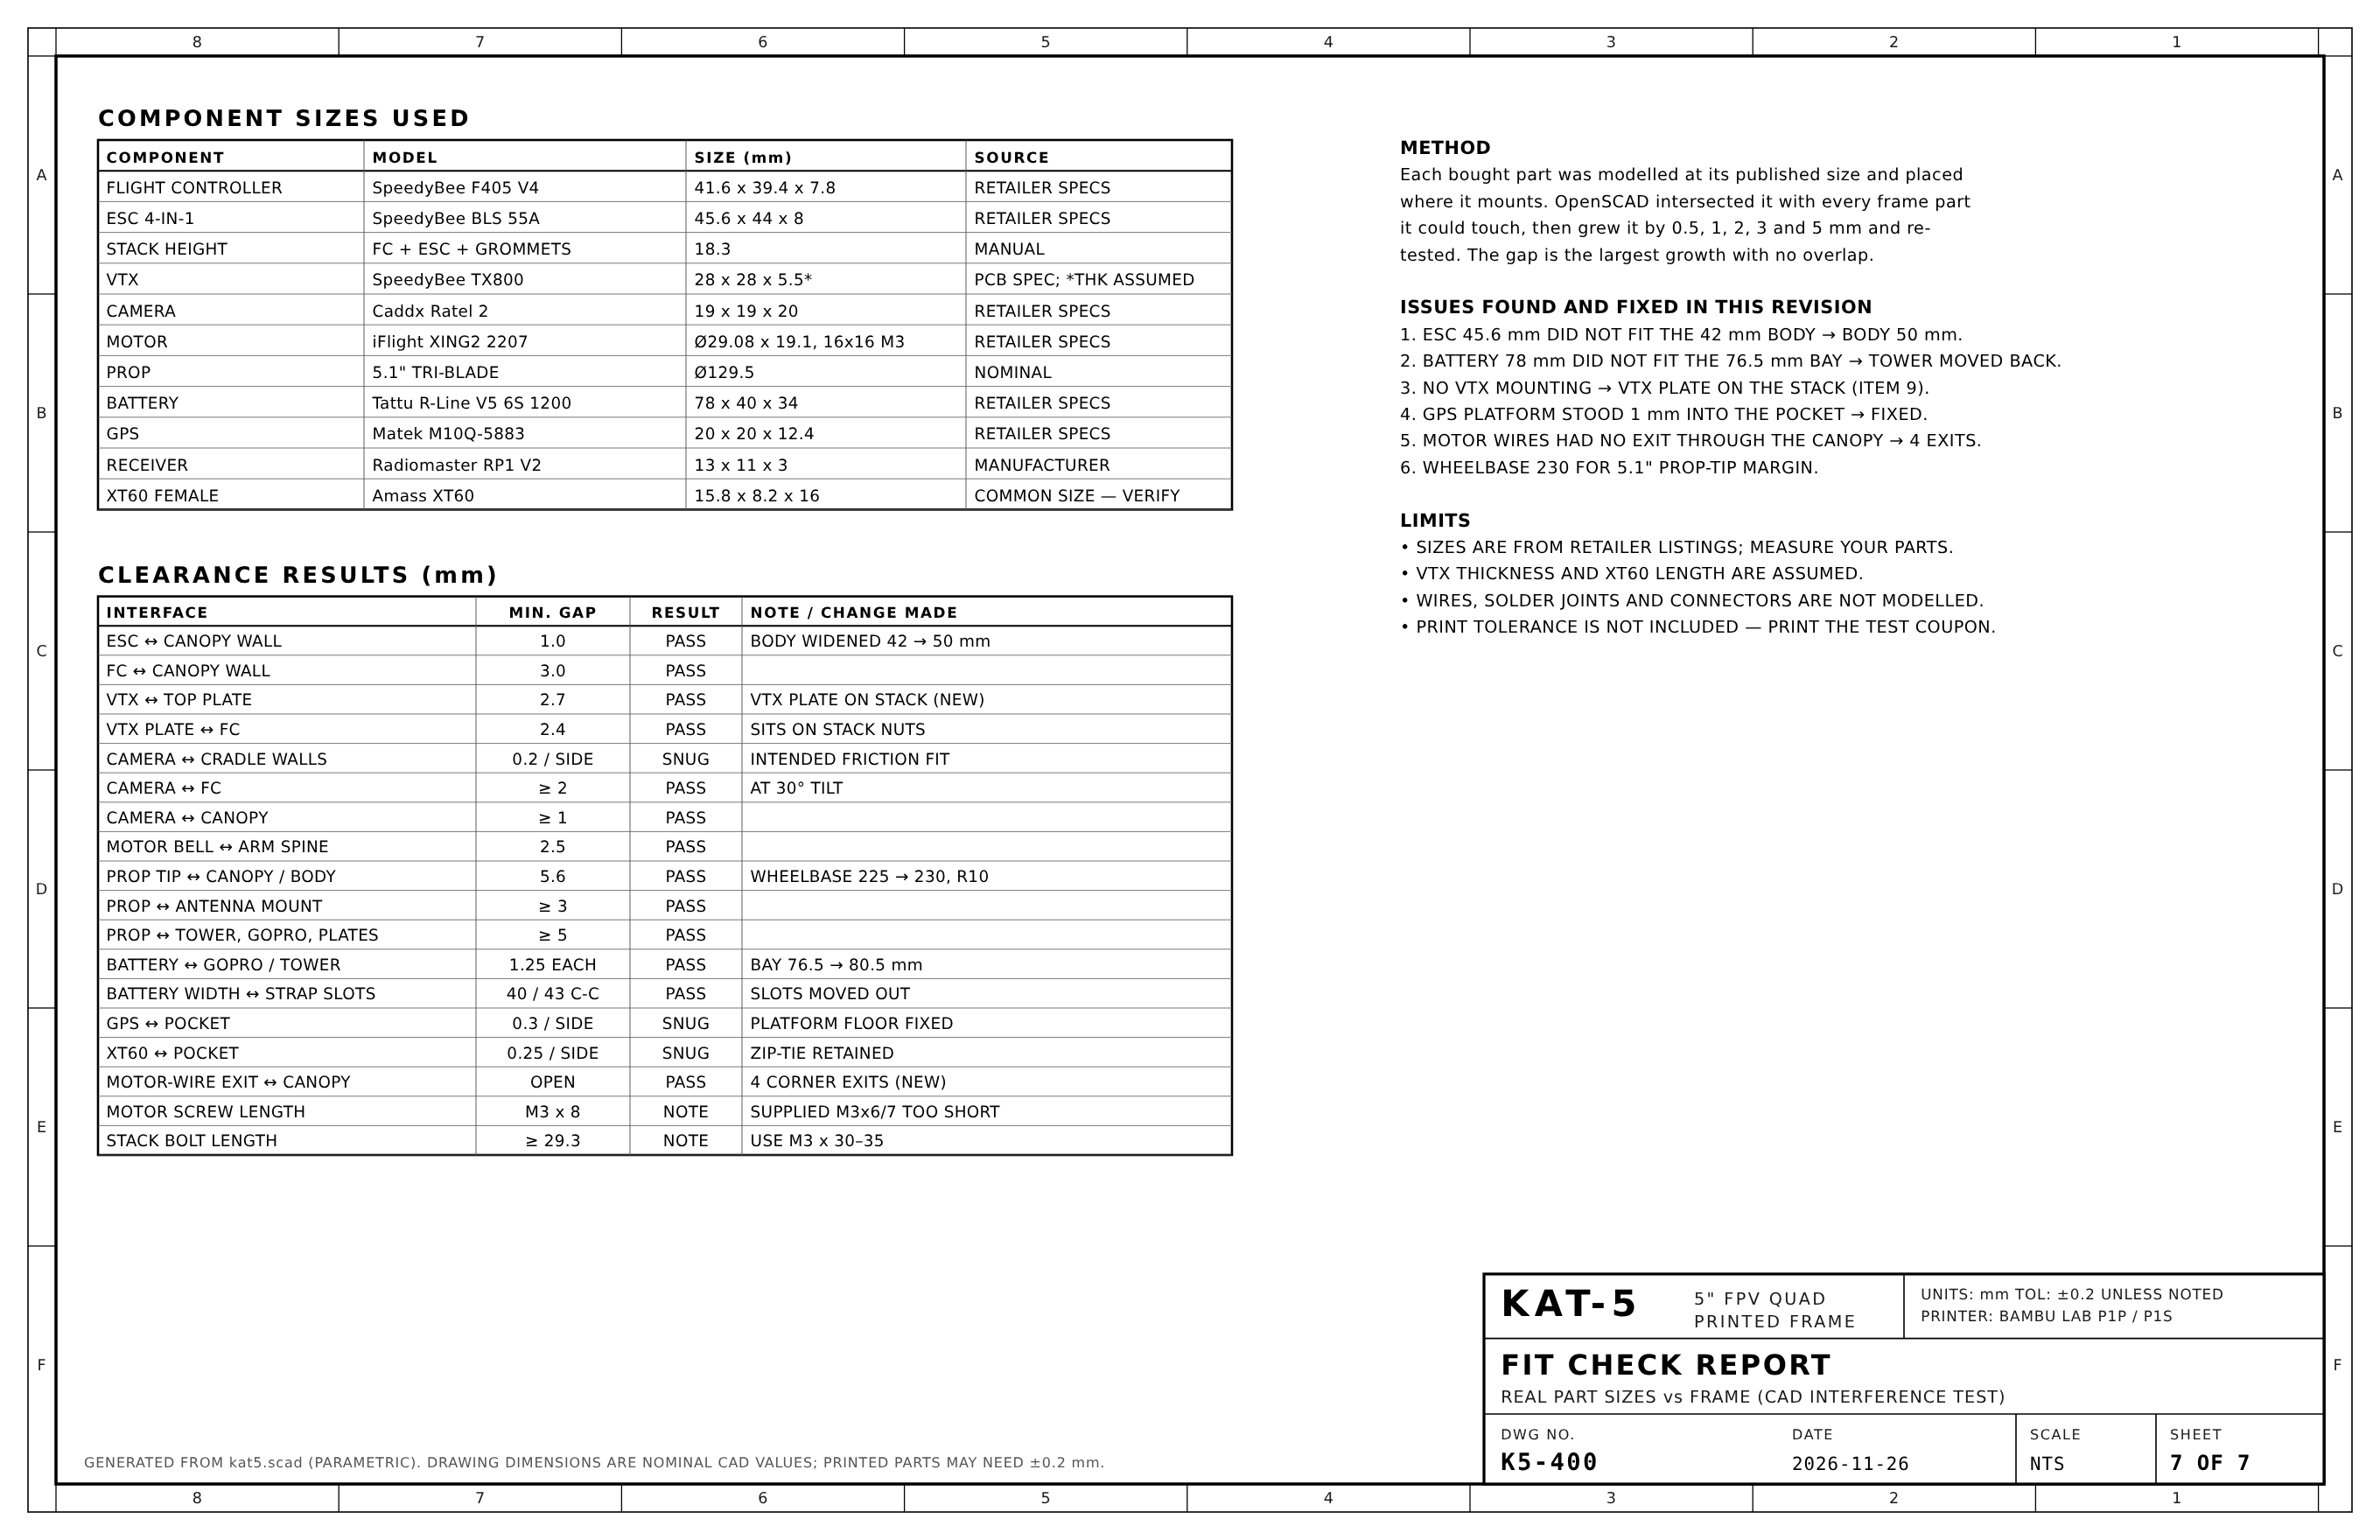 8 7 6 5 4 3 2 1
A A
B B
C C
D D
E E
F F
COMPONENT SIZES USED
COMPONENT MODEL SIZE (mm) SOURCE
FLIGHT CONTROLLER SpeedyBee F405 V4 41.6 x 39.4 x 7.8 RETAILER SPECS
ESC 4-IN-1 SpeedyBee BLS 55A 45.6 x 44 x 8 RETAILER SPECS
STACK HEIGHT FC + ESC + GROMMETS 18.3 MANUAL
VTX SpeedyBee TX800 28 x 28 x 5.5* PCB SPEC; *THK ASSUMED
CAMERA Caddx Ratel 2 19 x 19 x 20 RETAILER SPECS
MOTOR iFlight XING2 2207 Ø29.08 x 19.1, 16x16 M3 RETAILER SPECS
PROP 5.1" TRI-BLADE Ø129.5 NOMINAL
BATTERY Tattu R-Line V5 6S 1200 78 x 40 x 34 RETAILER SPECS
GPS Matek M10Q-5883 20 x 20 x 12.4 RETAILER SPECS
RECEIVER Radiomaster RP1 V2 13 x 11 x 3 MANUFACTURER
XT60 FEMALE Amass XT60 15.8 x 8.2 x 16 COMMON SIZE — VERIFY
CLEARANCE RESULTS (mm)
INTERFACE MIN. GAP RESULT NOTE / CHANGE MADE
ESC ↔ CANOPY WALL 1.0 PASS BODY WIDENED 42 → 50 mm
FC ↔ CANOPY WALL 3.0 PASS
VTX ↔ TOP PLATE 2.7 PASS VTX PLATE ON STACK (NEW)
VTX PLATE ↔ FC 2.4 PASS SITS ON STACK NUTS
CAMERA ↔ CRADLE WALLS 0.2 / SIDE SNUG INTENDED FRICTION FIT
CAMERA ↔ FC ≥ 2 PASS AT 30° TILT
CAMERA ↔ CANOPY ≥ 1 PASS
MOTOR BELL ↔ ARM SPINE 2.5 PASS
PROP TIP ↔ CANOPY / BODY 5.6 PASS WHEELBASE 225 → 230, R10
PROP ↔ ANTENNA MOUNT ≥ 3 PASS
PROP ↔ TOWER, GOPRO, PLATES ≥ 5 PASS
BATTERY ↔ GOPRO / TOWER 1.25 EACH PASS BAY 76.5 → 80.5 mm
BATTERY WIDTH ↔ STRAP SLOTS 40 / 43 C-C PASS SLOTS MOVED OUT
GPS ↔ POCKET 0.3 / SIDE SNUG PLATFORM FLOOR FIXED
XT60 ↔ POCKET 0.25 / SIDE SNUG ZIP-TIE RETAINED
MOTOR-WIRE EXIT ↔ CANOPY OPEN PASS 4 CORNER EXITS (NEW)
MOTOR SCREW LENGTH M3 x 8 NOTE SUPPLIED M3x6/7 TOO SHORT
STACK BOLT LENGTH ≥ 29.3 NOTE USE M3 x 30–35
METHOD
Each bought part was modelled at its published size and placed
where it mounts. OpenSCAD intersected it with every frame part
it could touch, then grew it by 0.5, 1, 2, 3 and 5 mm and re-
tested. The gap is the largest growth with no overlap.
ISSUES FOUND AND FIXED IN THIS REVISION
1. ESC 45.6 mm DID NOT FIT THE 42 mm BODY → BODY 50 mm.
2. BATTERY 78 mm DID NOT FIT THE 76.5 mm BAY → TOWER MOVED BACK.
3. NO VTX MOUNTING → VTX PLATE ON THE STACK (ITEM 9).
4. GPS PLATFORM STOOD 1 mm INTO THE POCKET → FIXED.
5. MOTOR WIRES HAD NO EXIT THROUGH THE CANOPY → 4 EXITS.
6. WHEELBASE 230 FOR 5.1" PROP-TIP MARGIN.
LIMITS
• SIZES ARE FROM RETAILER LISTINGS; MEASURE YOUR PARTS.
• VTX THICKNESS AND XT60 LENGTH ARE ASSUMED.
• WIRES, SOLDER JOINTS AND CONNECTORS ARE NOT MODELLED.
• PRINT TOLERANCE IS NOT INCLUDED — PRINT THE TEST COUPON.
KAT-5
5" FPV QUAD
PRINTED FRAME
UNITS: mm TOL: ±0.2 UNLESS NOTED
PRINTER: BAMBU LAB P1P / P1S
FIT CHECK REPORT
REAL PART SIZES vs FRAME (CAD INTERFERENCE TEST)
DWG NO. DATE SCALE SHEET
K5-400 2026-11-26 NTS 7 OF 7
GENERATED FROM kat5.scad (PARAMETRIC). DRAWING DIMENSIONS ARE NOMINAL CAD VALUES; PRINTED PARTS MAY NEED ±0.2 mm.
8 7 6 5 4 3 2 1